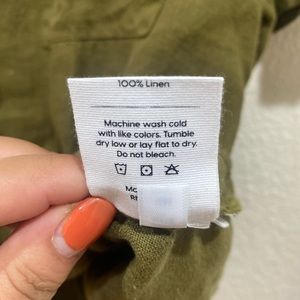 100% Linen
Machine wash cold
with like colors. Tumble
dry low or lay flat to dry.
Do not bleach.